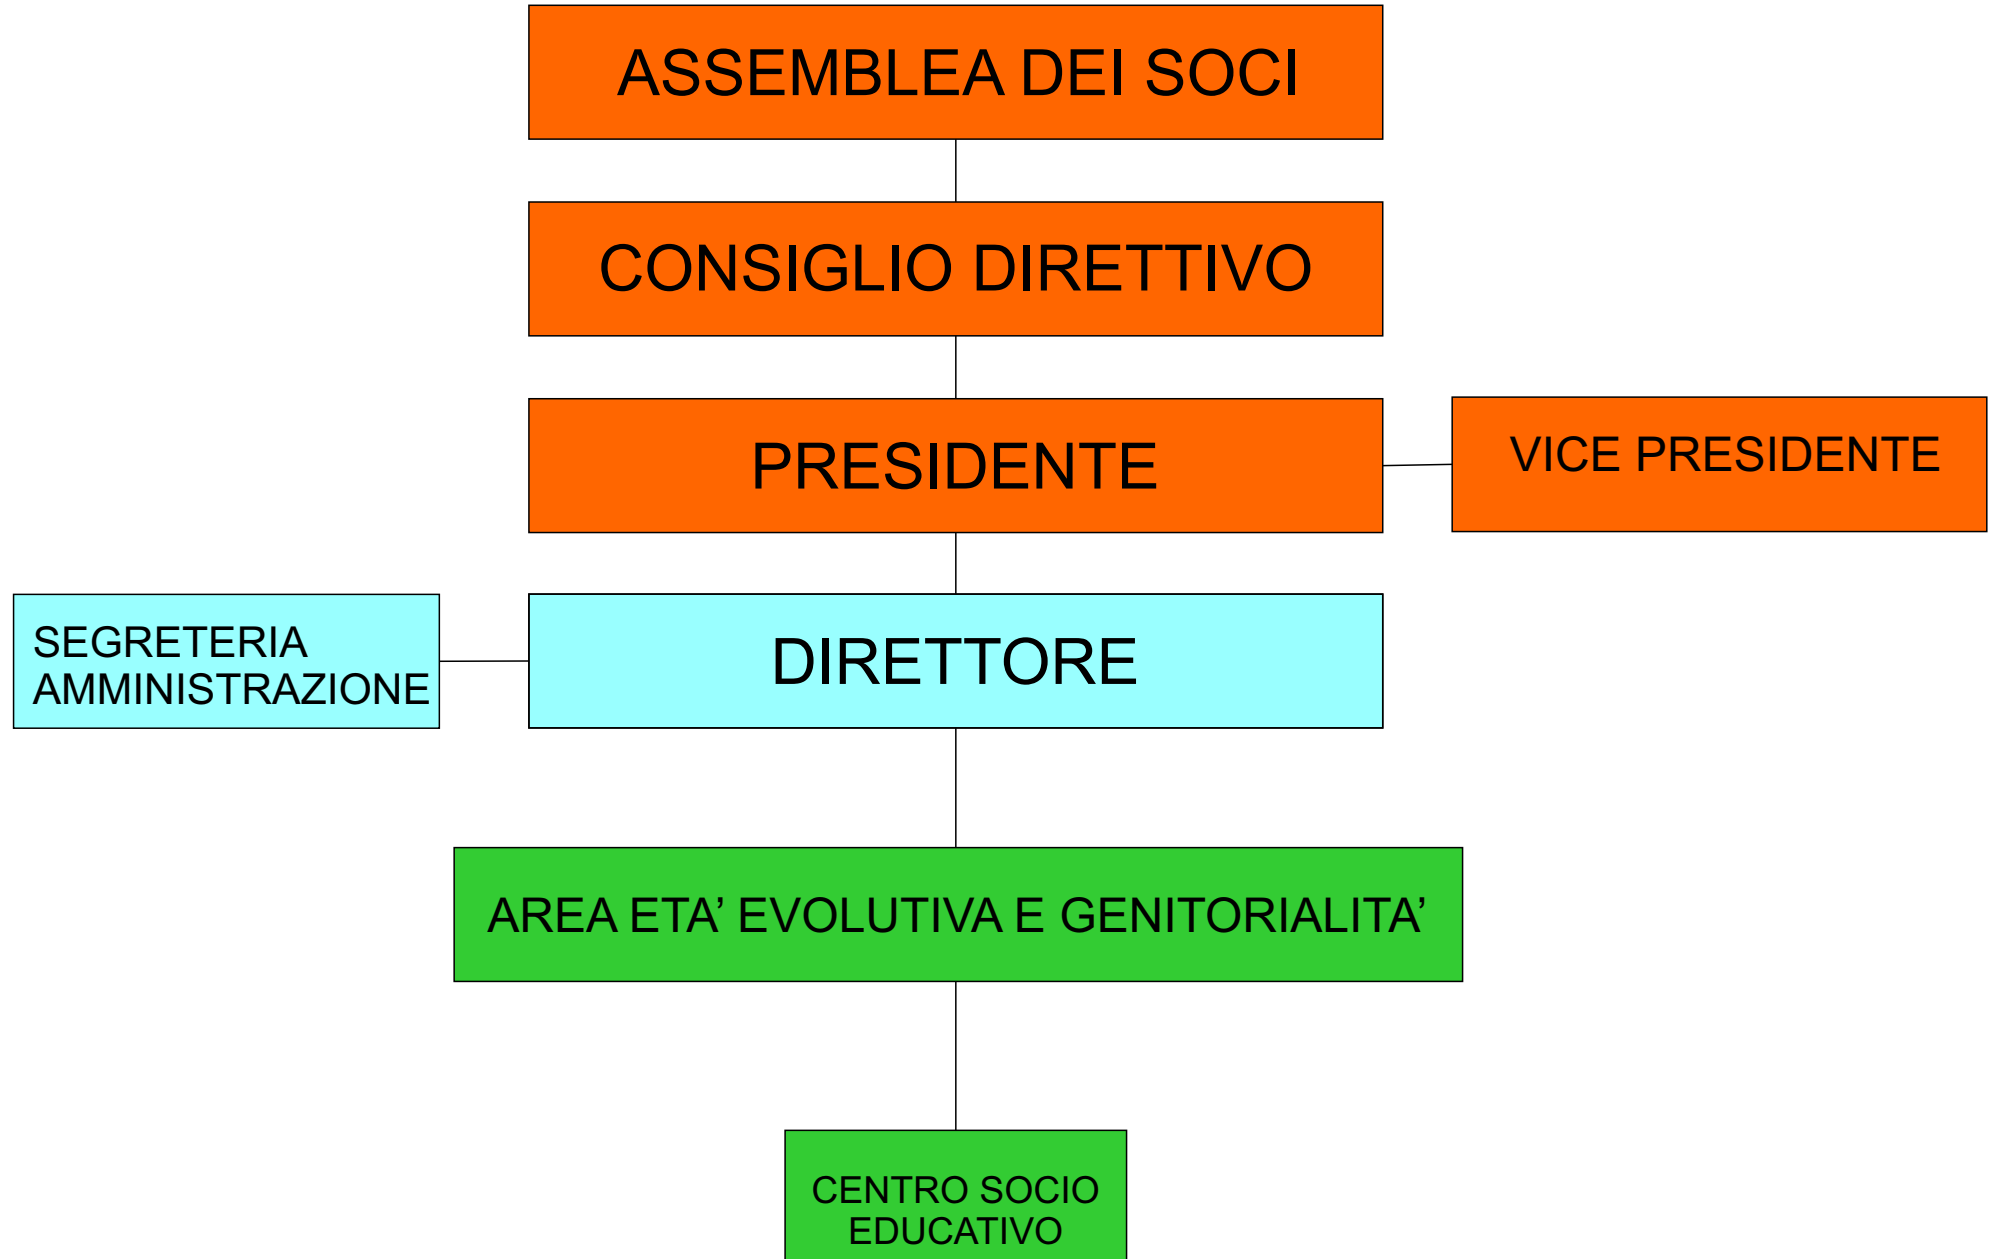 ASSEMBLEA DEI SOCI
CONSIGLIO DIRETTIVO
PRESIDENTE
VICE PRESIDENTE
SEGRETERIA
AMMINISTRAZIONE
DIRETTORE
AREA ETA’ EVOLUTIVA E GENITORIALITA’
CENTRO SOCIO
EDUCATIVO